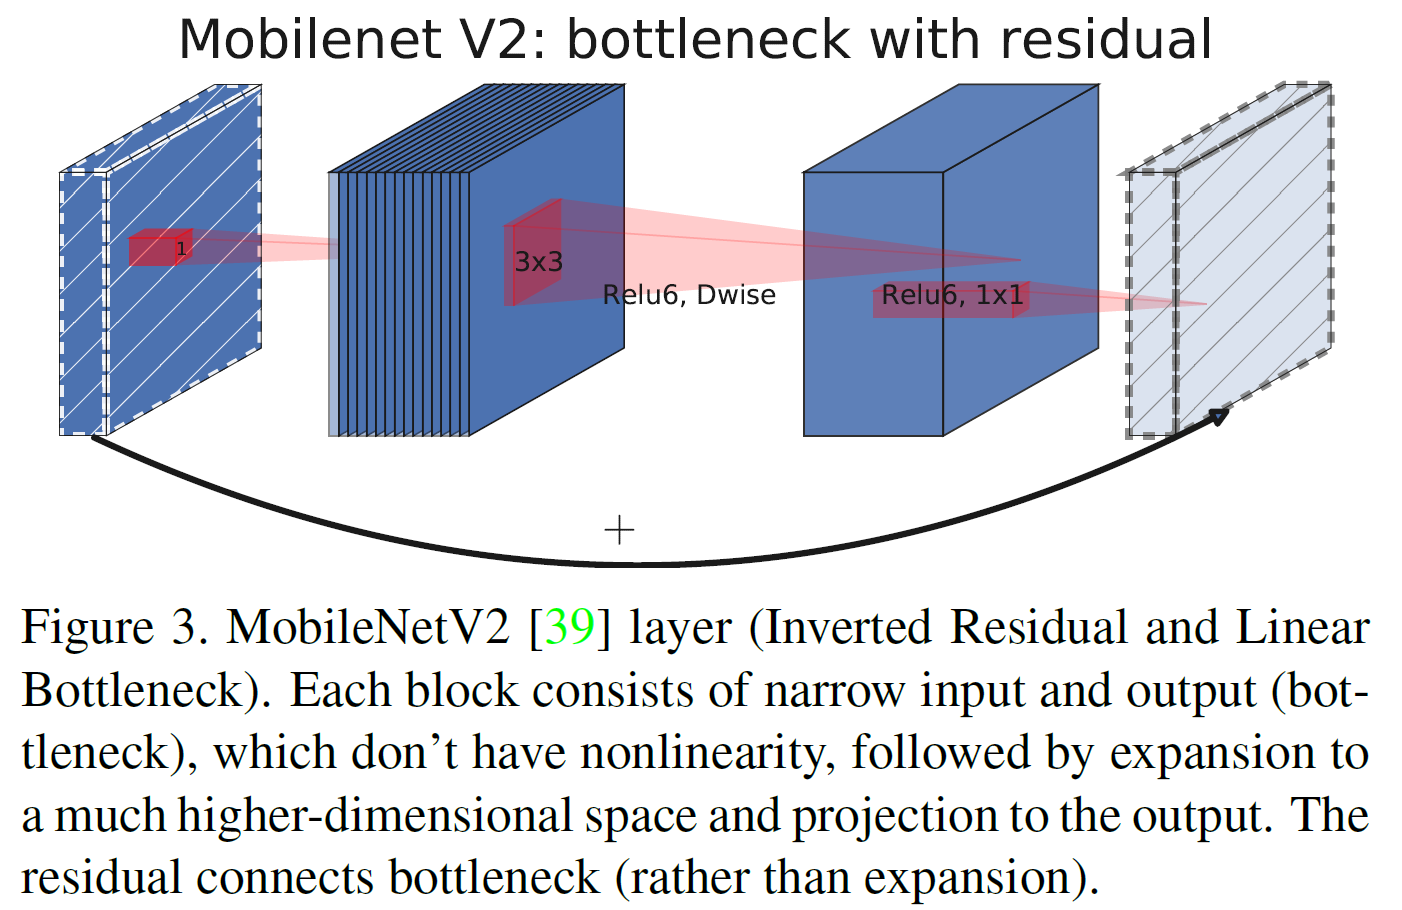 Mobilenet V2: bottleneck with residual
1
3x3
Relu6, Dwise
Relu6, 1x1
+
Figure 3. MobileNetV2 [39] layer (Inverted Residual and Linear
Bottleneck). Each block consists of narrow input and output (bot-
tleneck), which don’t have nonlinearity, followed by expansion to
a much higher-dimensional space and projection to the output. The
residual connects bottleneck (rather than expansion).